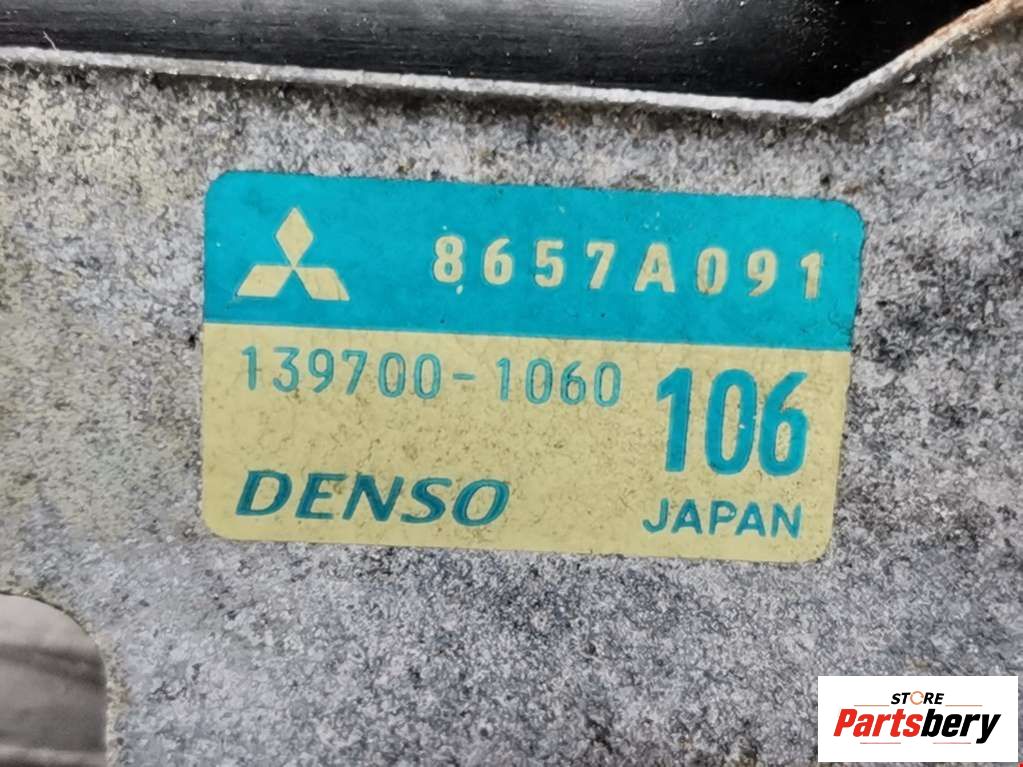 8657A091
139700-1060 106
DENSO JAPAN
STORE
Partsbery